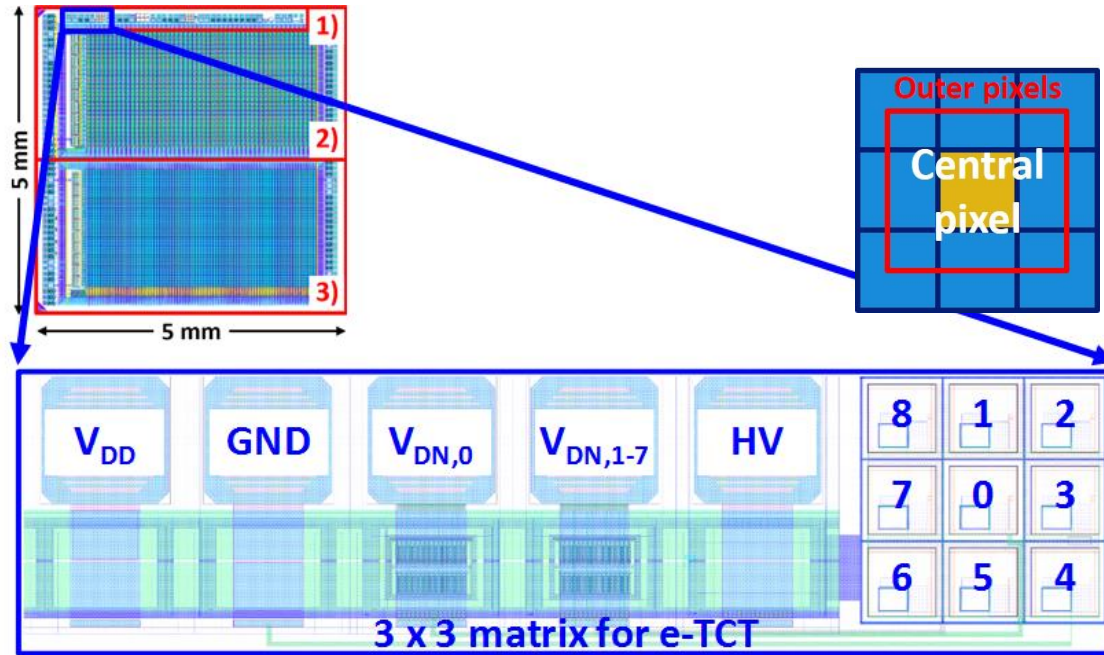 1)
2)
3)
5 mm
5 mm
Outer pixels
Central
pixel
V_DD GND V_DN,0 V_DN,1-7 HV
8 1 2
7 0 3
6 5 4
3 x 3 matrix for e-TCT